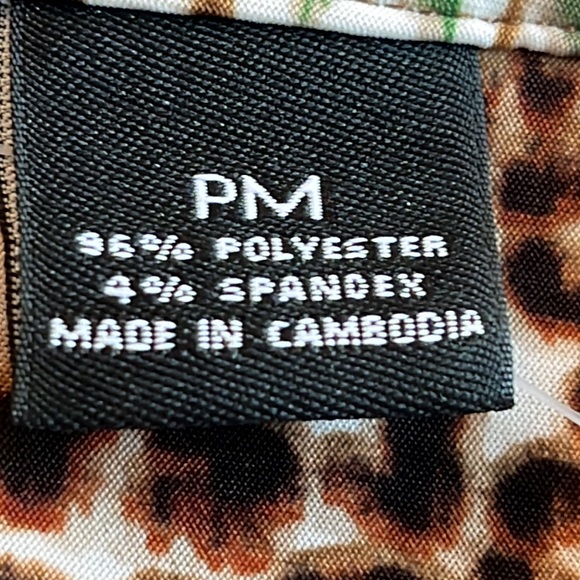 PM
96% POLYESTER
4% SPANDEX
MADE IN CAMBODIA